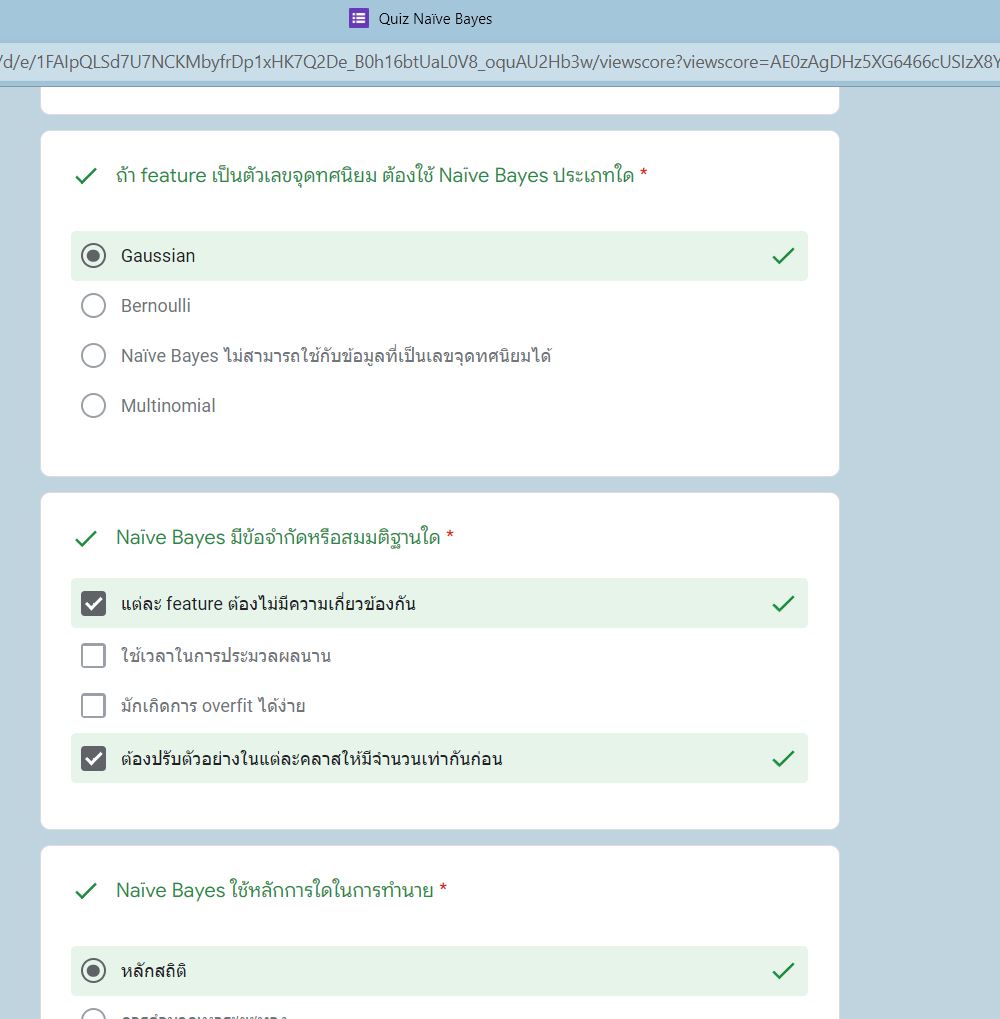 Quiz Naïve Bayes
/d/e/1FAIpQLSd7U7NCKMbyfrDp1xHK7Q2De_B0h16btUaL0V8_oquAU2Hb3w/viewscore?viewscore=AE0zAgDHz5XG6466cUSIzX8Y
ถ้า feature เป็นตัวเลขจุดทศนิยม ต้องใช้ Naïve Bayes ประเภทใด *
Gaussian
Bernoulli
Naïve Bayes ไม่สามารถใช้กับข้อมูลที่เป็นเลขจุดทศนิยมได้
Multinomial
Naïve Bayes มีข้อจำกัดหรือสมมติฐานใด *
แต่ละ feature ต้องไม่มีความเกี่ยวข้องกัน
ใช้เวลาในการประมวลผลนาน
มักเกิดการ overfit ได้ง่าย
ต้องปรับตัวอย่างในแต่ละคลาสให้มีจำนวนเท่ากันก่อน
Naïve Bayes ใช้หลักการใดในการทำนาย *
หลักสถิติ